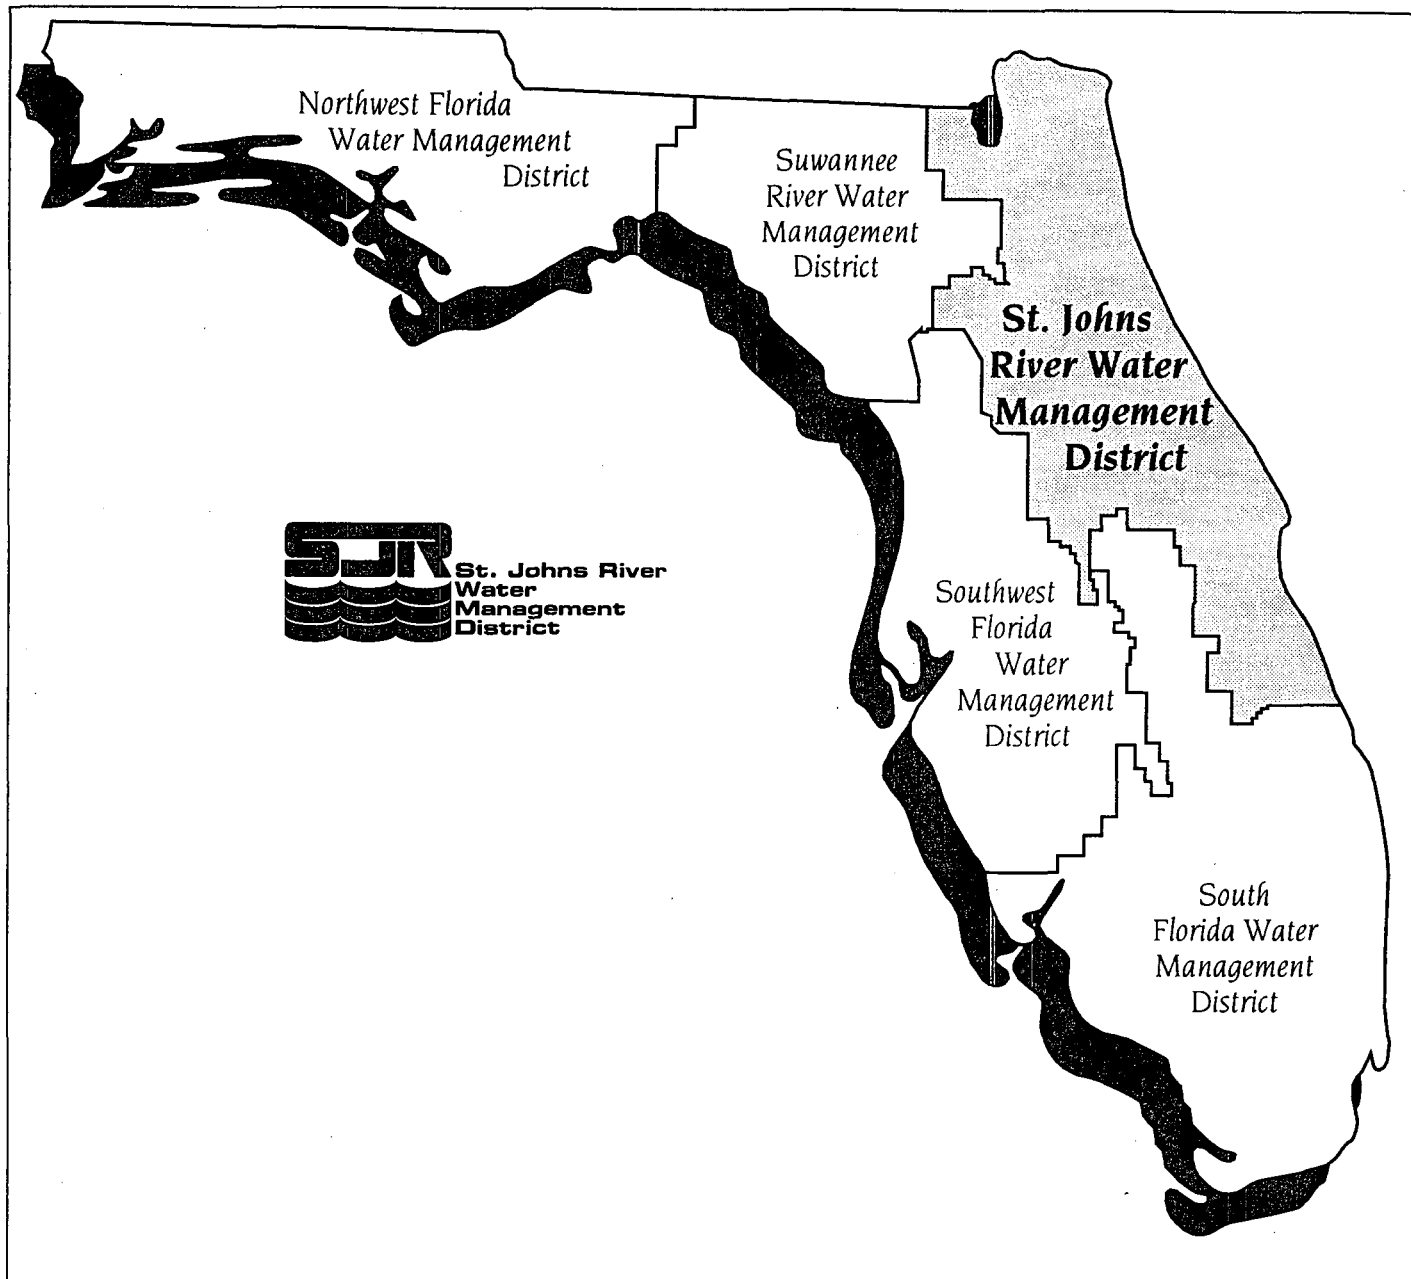 Northwest Florida
Water Management
District
Suwannee
River Water
Management
District
St. Johns
River Water
Management
District
SJR
St. Johns River
Water
Management
District
Southwest
Florida
Water
Management
District
South
Florida Water
Management
District